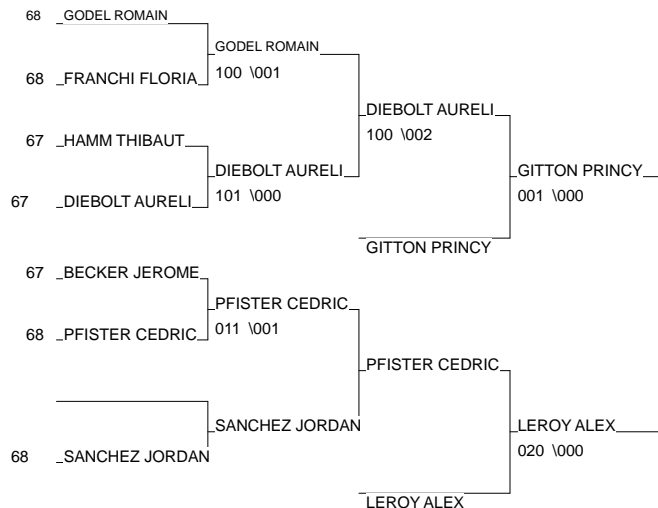 68 GODEL ROMAIN
GODEL ROMAIN
100 \001
68 FRANCHI FLORIA
DIEBOLT AURELI
100 \002
67 HAMM THIBAUT
DIEBOLT AURELI
101 \000
GITTON PRINCY
001 \000
67 DIEBOLT AURELI
GITTON PRINCY
67 BECKER JEROME
PFISTER CEDRIC
011 \001
68 PFISTER CEDRIC
PFISTER CEDRIC
SANCHEZ JORDAN
LEROY ALEX
020 \000
68 SANCHEZ JORDAN
LEROY ALEX